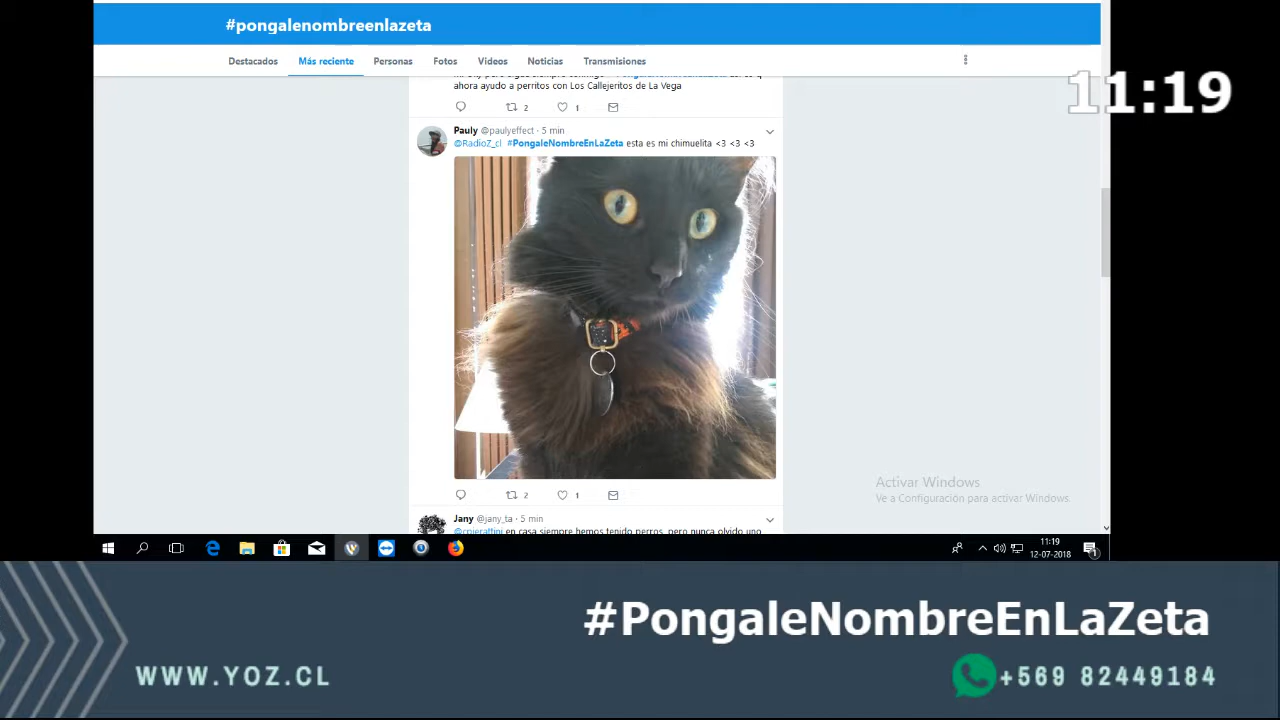 #pongalenombreenlazeta
Destacados Más reciente Personas Fotos Videos Noticias Transmisiones
11:19
ahora ayudo a perritos con Los Callejeritos de La Vega
2 1
Pauly @paulyeffect · 5 min
@RadioZ_cl #PongaleNombreEnLaZeta esta es mi chimuelita <3 <3 <3
Activar Windows
Ve a Configuración para activar Windows.
2 1
Jany @jany_ta · 5 min
en casa siempre hemos tenido perros, pero nunca olvido uno
11:19
12-07-2018
1
#PongaleNombreEnLaZeta
WWW.YOZ.CL
+569 82449184